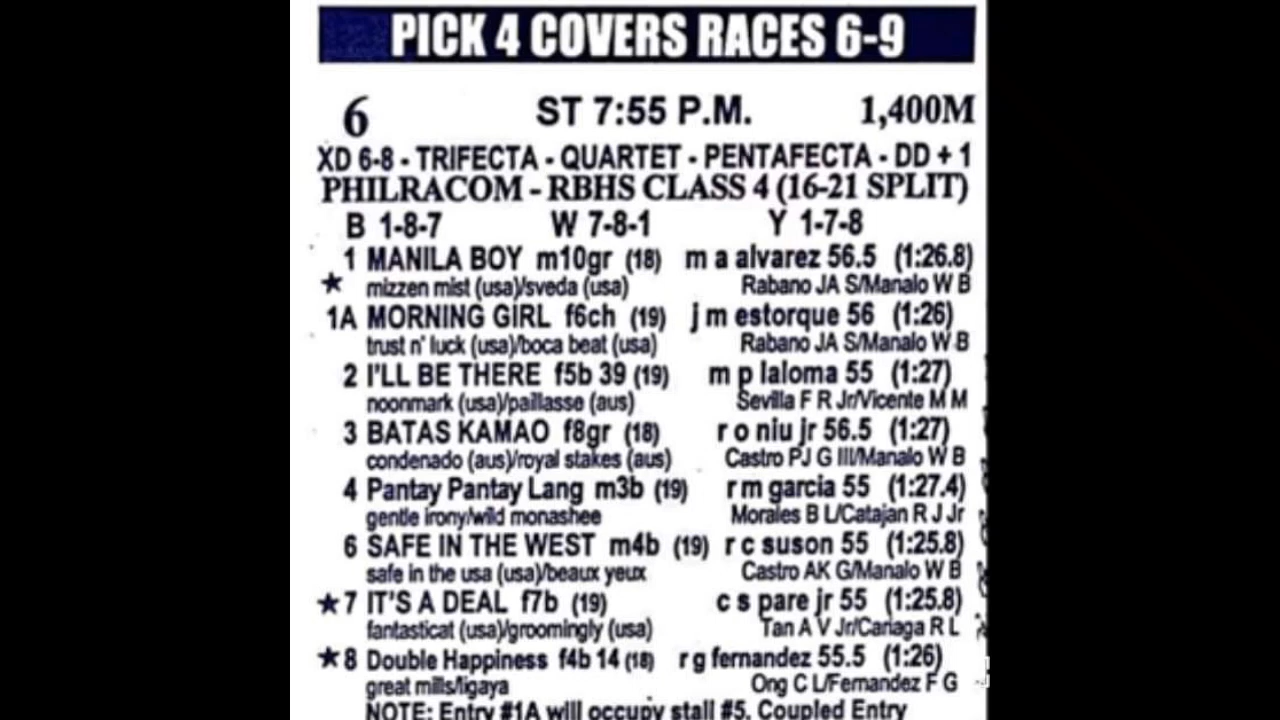 PICK 4 COVERS RACES 6-9
6 ST 7:55 P.M. 1,400M
XD 6-8 - TRIFECTA - QUARTET - PENTAFECTA - DD + 1
PHILRACOM - RBHS CLASS 4 (16-21 SPLIT)
B 1-8-7 W 7-8-1 Y 1-7-8
1 MANILA BOY m10gr (18) m a alvarez 56.5 (1:26.8)
★ mizzen mist (usa)/sveda (usa) Rabano JA S/Manalo W B
1A MORNING GIRL f6ch (19) j m estorque 56 (1:26)
trust n' luck (usa)/boca beat (usa) Rabano JA S/Manalo W B
2 I'LL BE THERE f5b 39 (19) m p laloma 55 (1:27)
noonmark (usa)/paillasse (aus) Sevilla F R Jr/Vicente M M
3 BATAS KAMAO f8gr (18) r o niu jr 56.5 (1:27)
condenado (aus)/royal stakes (aus) Castro PJ G III/Manalo W B
4 Pantay Pantay Lang m3b (19) r m garcia 55 (1:27.4)
gentle irony/wild monashee Morales B L/Catajan R J Jr
6 SAFE IN THE WEST m4b (19) r c suson 55 (1:25.8)
safe in the usa (usa)/beaux yeux Castro AK G/Manalo W B
★ 7 IT'S A DEAL f7b (19) c s pare jr 55 (1:25.8)
fantasticat (usa)/groomingly (usa) Tan A V Jr/Cariaga R L
★ 8 Double Happiness f4b 14 (18) r g fernandez 55.5 (1:26)
great mills/ligaya Ong C L/Fernandez F G
NOTE: Entry #1A will occupy stall #5. Coupled Entry